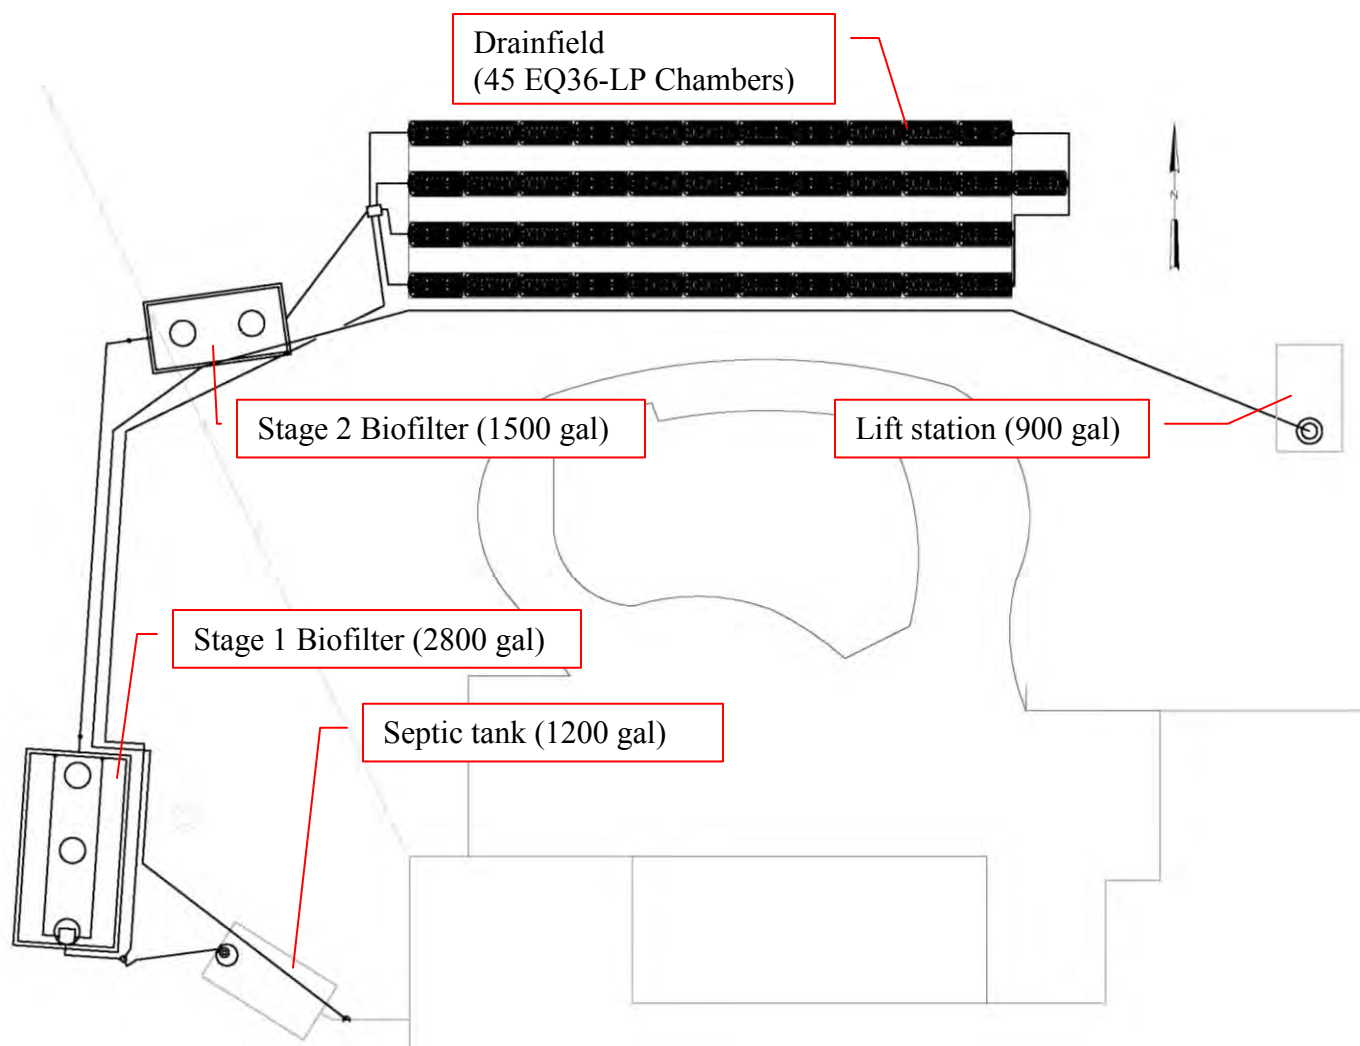 Drainfield
(45 EQ36-LP Chambers)
N
Stage 2 Biofilter (1500 gal)
Lift station (900 gal)
Stage 1 Biofilter (2800 gal)
Septic tank (1200 gal)